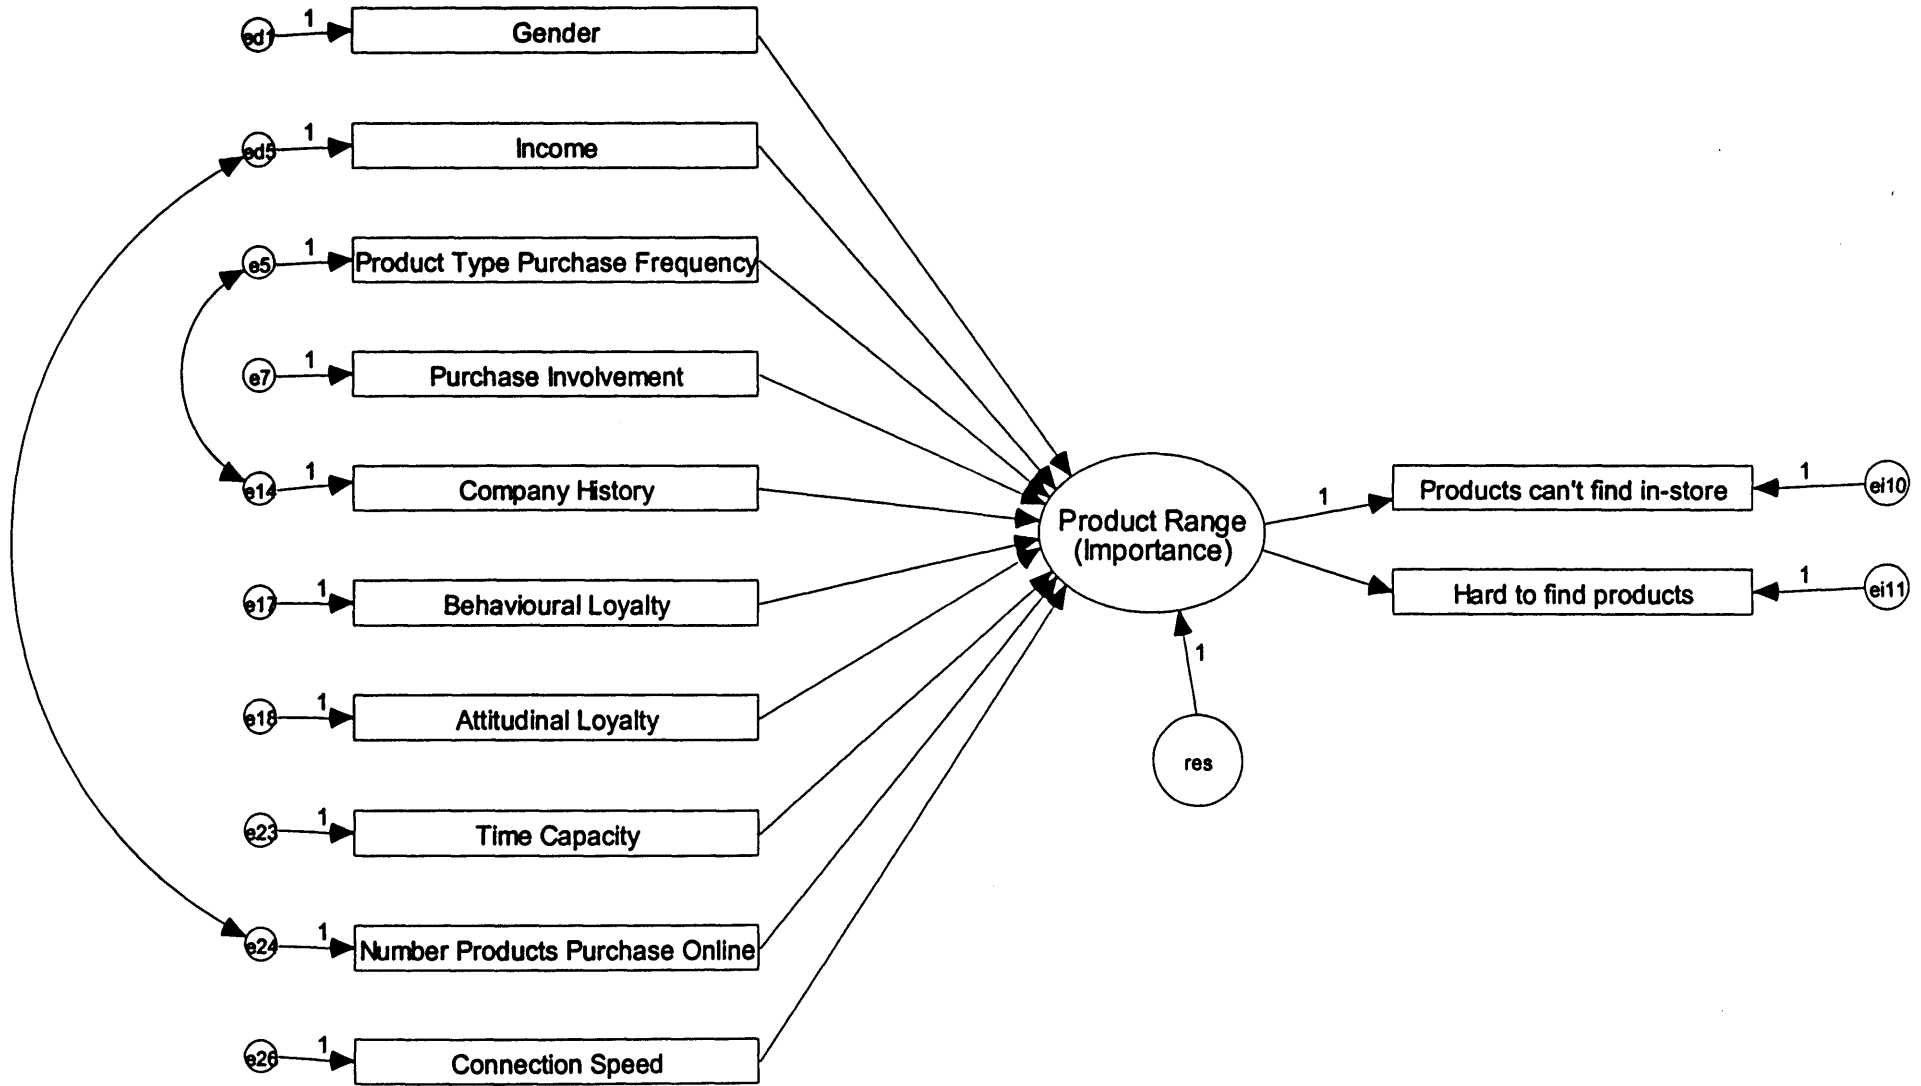 ed1
1
Gender
ed5
1
Income
e5
1
Product Type Purchase Frequency
e7
1
Purchase Involvement
e14
1
Company History
e17
1
Behavioural Loyalty
e18
1
Attitudinal Loyalty
e23
1
Time Capacity
e24
1
Number Products Purchase Online
e26
1
Connection Speed
Product Range
(Importance)
1
res
1
Products can't find in-store
1
ei10
Hard to find products
1
ei11